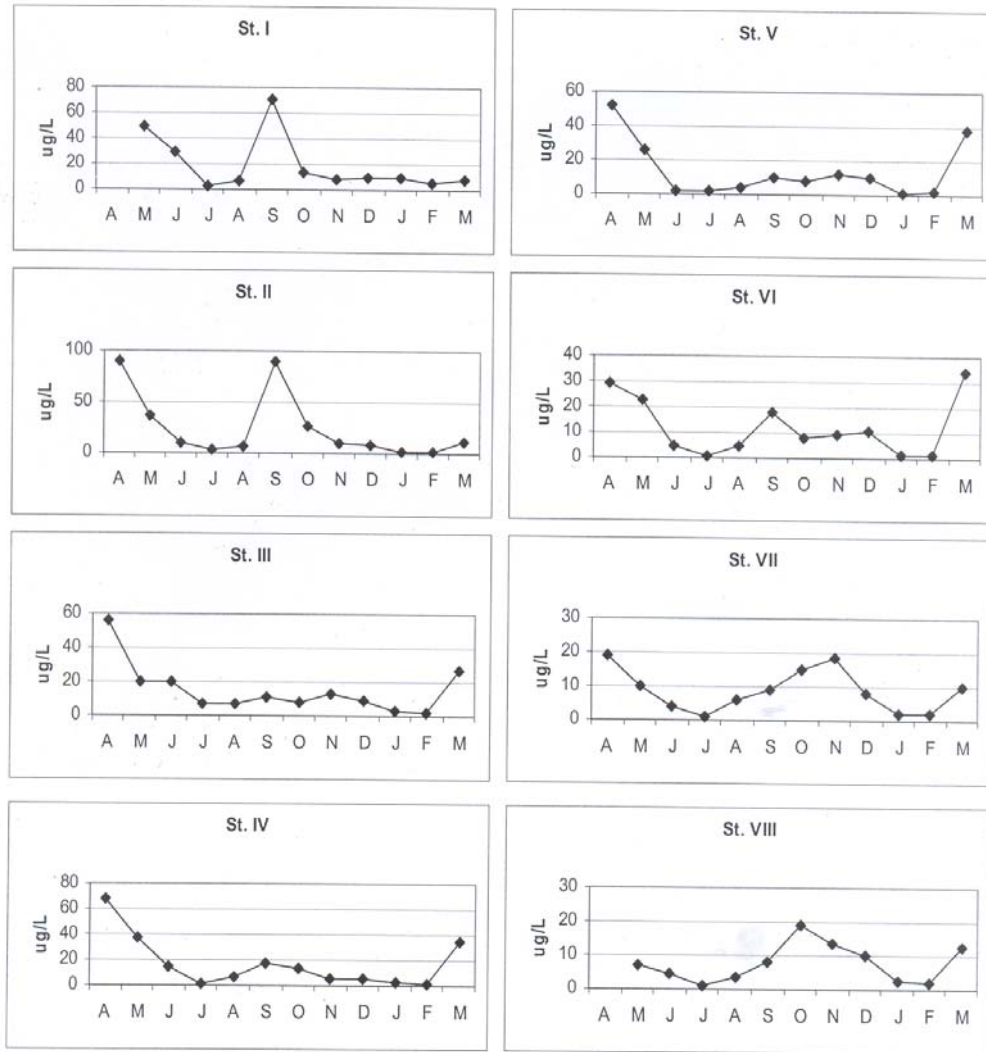 St. I
ug/L
80
60
40
20
0
A M J J A S O N D J F M
St. V
ug/L
60
40
20
0
A M J J A S O N D J F M
St. II
ug/L
100
50
0
A M J J A S O N D J F M
St. VI
ug/L
40
30
20
10
0
A M J J A S O N D J F M
St. III
ug/L
60
40
20
0
A M J J A S O N D J F M
St. VII
ug/L
30
20
10
0
A M J J A S O N D J F M
St. IV
ug/L
80
60
40
20
0
A M J J A S O N D J F M
St. VIII
ug/L
30
20
10
0
A M J J A S O N D J F M